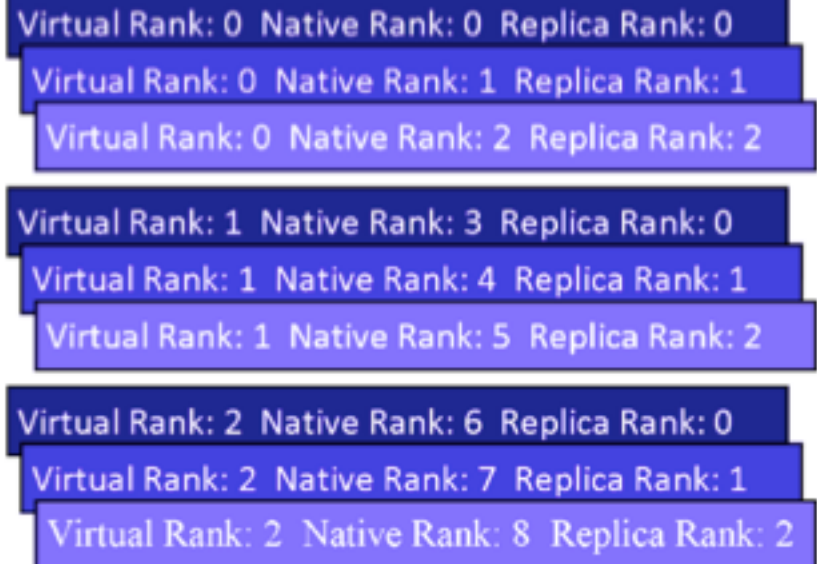 Virtual Rank: 0 Native Rank: 0 Replica Rank: 0
Virtual Rank: 0 Native Rank: 1 Replica Rank: 1
Virtual Rank: 0 Native Rank: 2 Replica Rank: 2
Virtual Rank: 1 Native Rank: 3 Replica Rank: 0
Virtual Rank: 1 Native Rank: 4 Replica Rank: 1
Virtual Rank: 1 Native Rank: 5 Replica Rank: 2
Virtual Rank: 2 Native Rank: 6 Replica Rank: 0
Virtual Rank: 2 Native Rank: 7 Replica Rank: 1
Virtual Rank: 2 Native Rank: 8 Replica Rank: 2